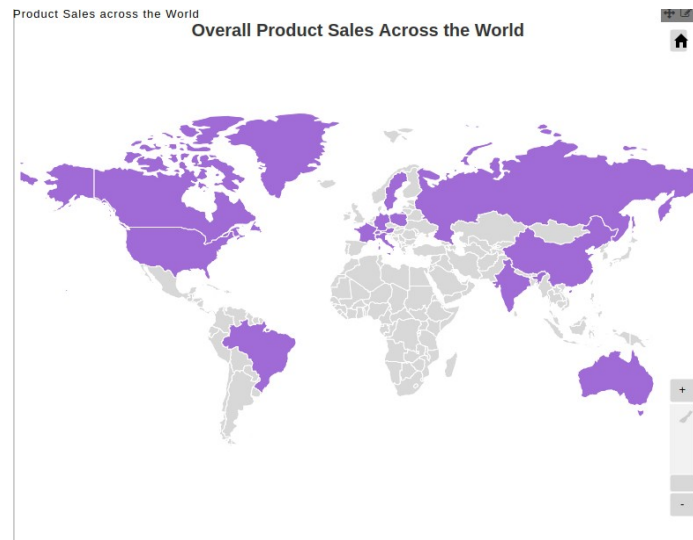 Product Sales across the World
Overall Product Sales Across the World
+
-